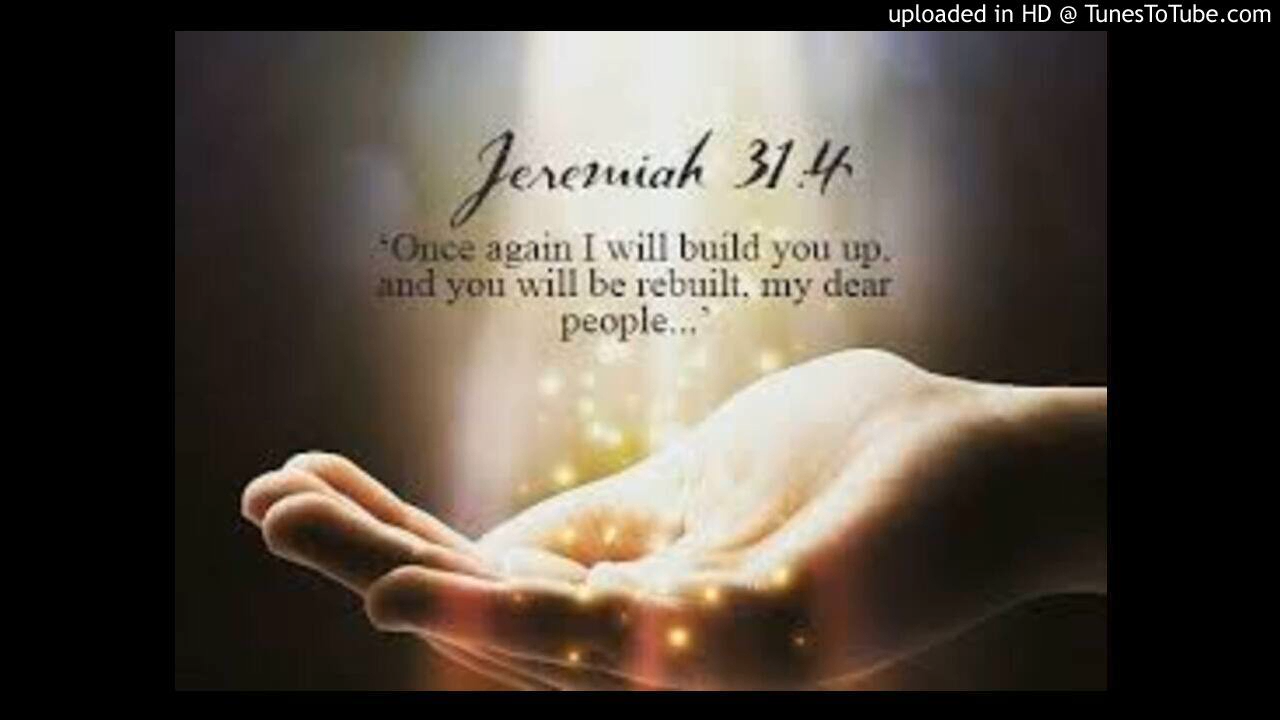 uploaded in HD @ TunesToTube.com
Jeremiah 31:4
‘Once again I will build you up,
and you will be rebuilt, my dear
people...’